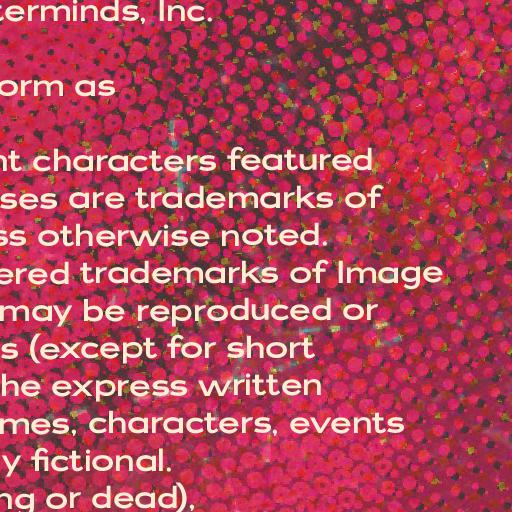 terminds, Inc.
orm as
nt characters featured
ses are trademarks of
ss otherwise noted.
ered trademarks of Image
may be reproduced or
s (except for short
he express written
mes, characters, events
y fictional.
ng or dead),